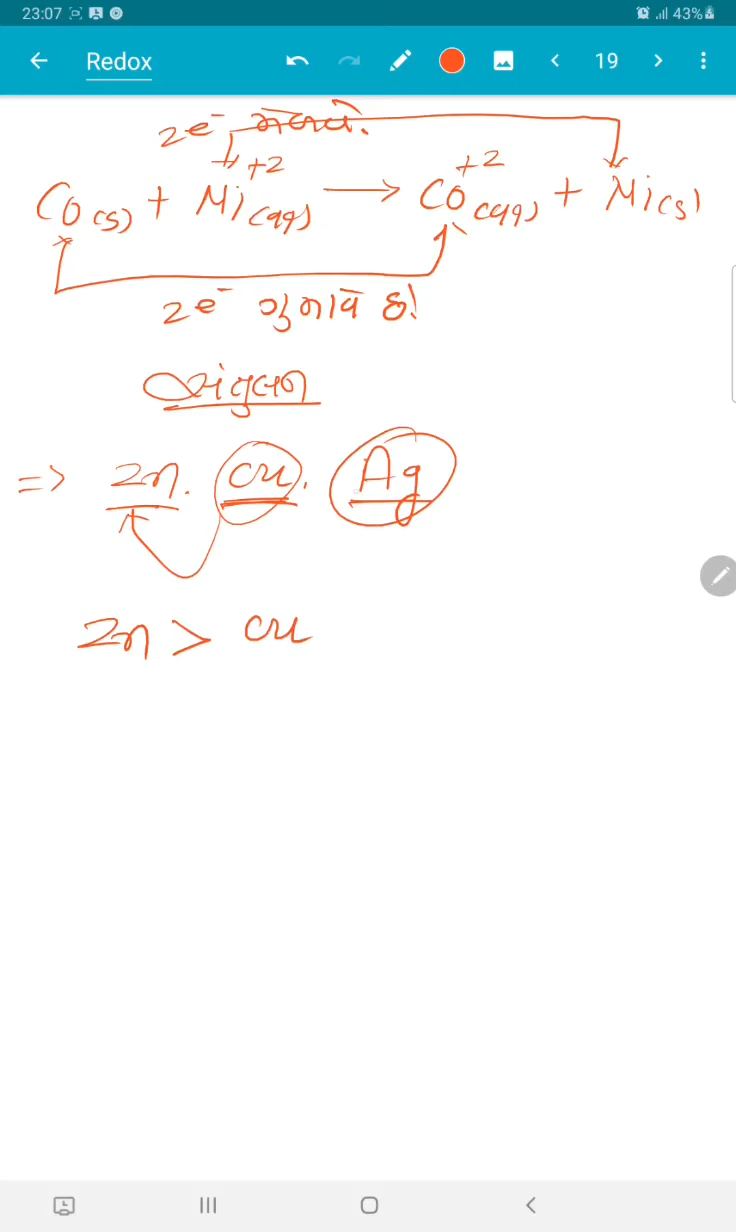 23:07 43%
Redox 19
2e⁻ મેળવે.
Co(s) + Ni⁺²(aq) → Co⁺²(aq) + Ni(s)
2e⁻ ગુમાવે છે!
=> Zn. Cu. Ag
Zn > Cu